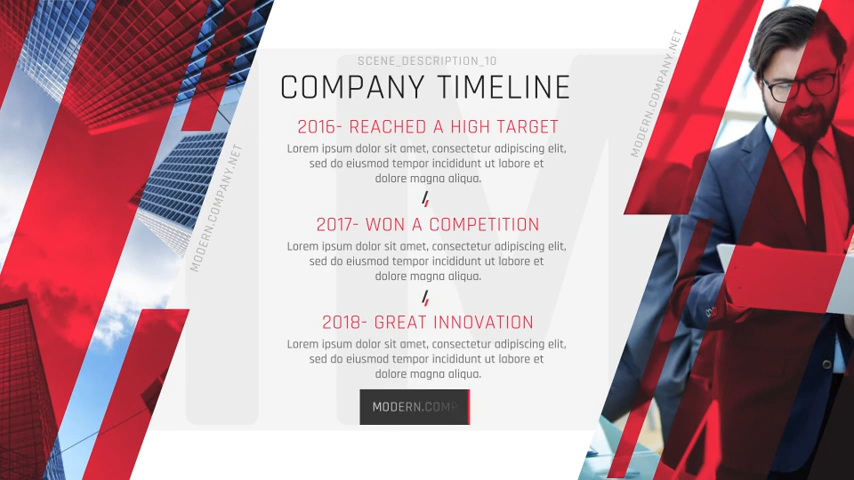 SCENE_DESCRIPTION_10
COMPANY TIMELINE
2016- REACHED A HIGH TARGET
Lorem ipsum dolor sit amet, consectetur adipiscing elit,
sed do eiusmod tempor incididunt ut labore et
dolore magna aliqua.
2017- WON A COMPETITION
Lorem ipsum dolor sit amet, consectetur adipiscing elit,
sed do eiusmod tempor incididunt ut labore et
dolore magna aliqua.
2018- GREAT INNOVATION
Lorem ipsum dolor sit amet, consectetur adipiscing elit,
sed do eiusmod tempor incididunt ut labore et
dolore magna aliqua.
MODERN.COMP
MODERN.COMPANY.NET
MODERN.COMPANY.NET